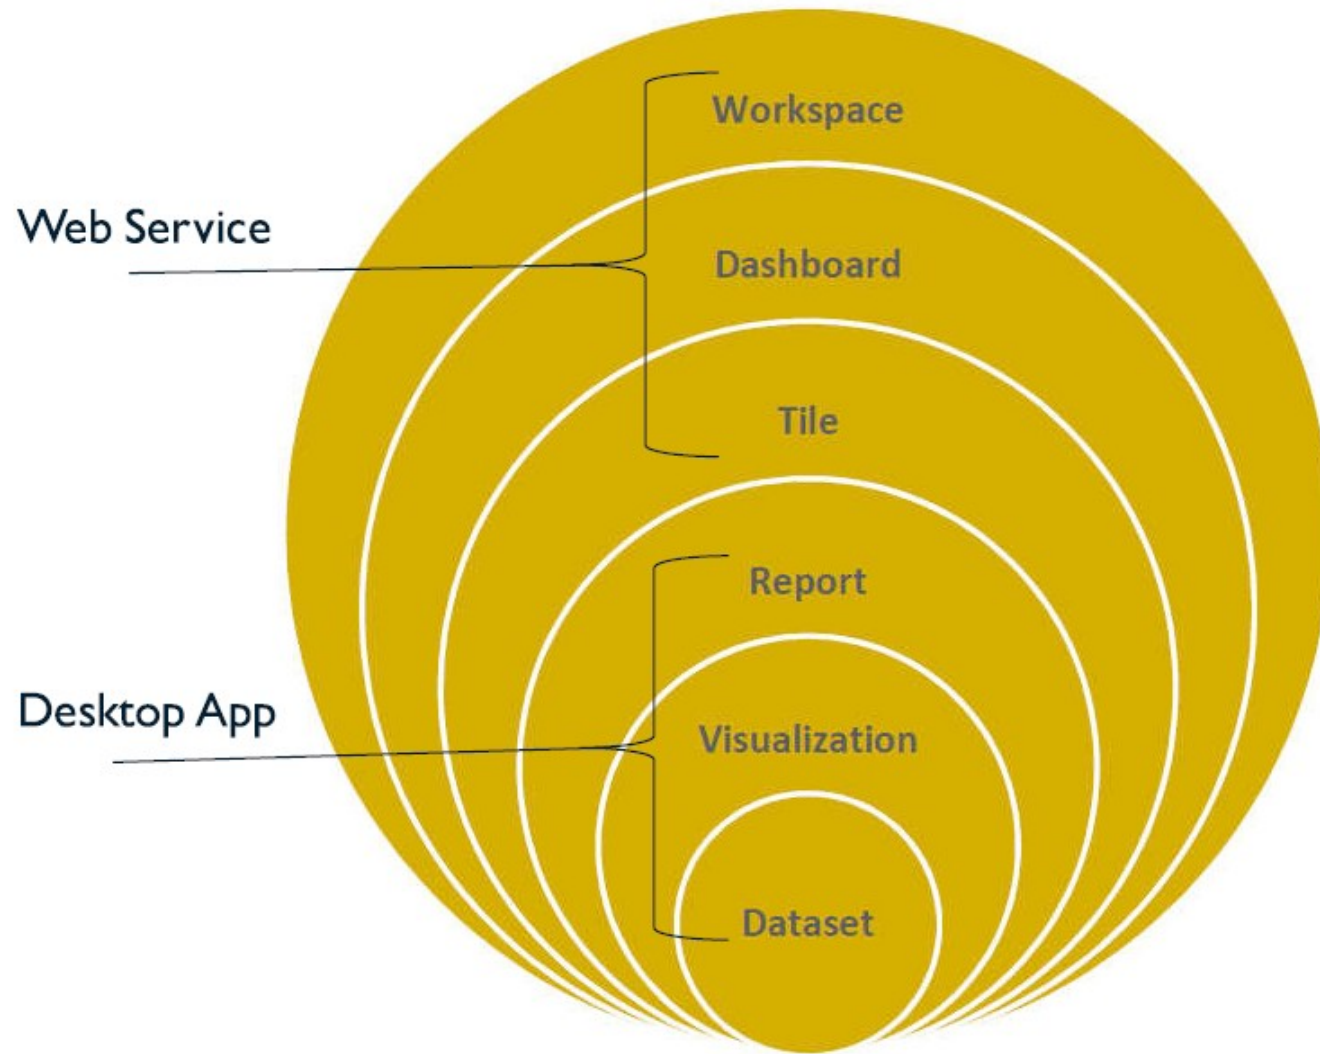 Workspace
Web Service
Dashboard
Tile
Report
Desktop App
Visualization
Dataset